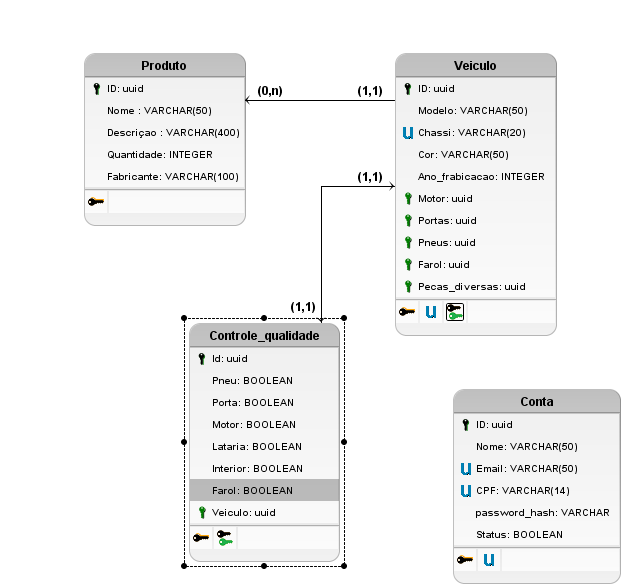 Produto
ID: uuid
Nome : VARCHAR(50)
Descriçao : VARCHAR(400)
Quantidade: INTEGER
Fabricante: VARCHAR(100)
(0,n)
(1,1)
Veiculo
ID: uuid
Modelo: VARCHAR(50)
Chassi: VARCHAR(20)
Cor: VARCHAR(50)
Ano_frabicacao: INTEGER
Motor: uuid
Portas: uuid
Pneus: uuid
Farol: uuid
Pecas_diversas: uuid
(1,1)
(1,1)
Controle_qualidade
Id: uuid
Pneu: BOOLEAN
Porta: BOOLEAN
Motor: BOOLEAN
Lataria: BOOLEAN
Interior: BOOLEAN
Farol: BOOLEAN
Veiculo: uuid
Conta
ID: uuid
Nome: VARCHAR(50)
Email: VARCHAR(50)
CPF: VARCHAR(14)
password_hash: VARCHAR
Status: BOOLEAN